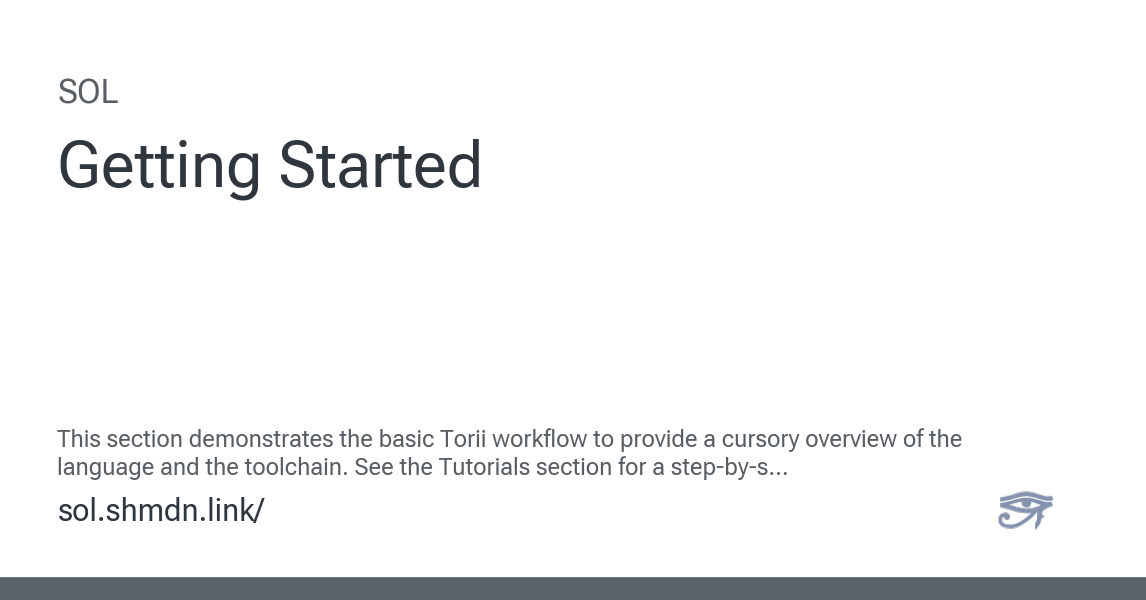 SOL
Getting Started
This section demonstrates the basic Torii workflow to provide a cursory overview of the
language and the toolchain. See the Tutorials section for a step-by-s...
sol.shmdn.link/